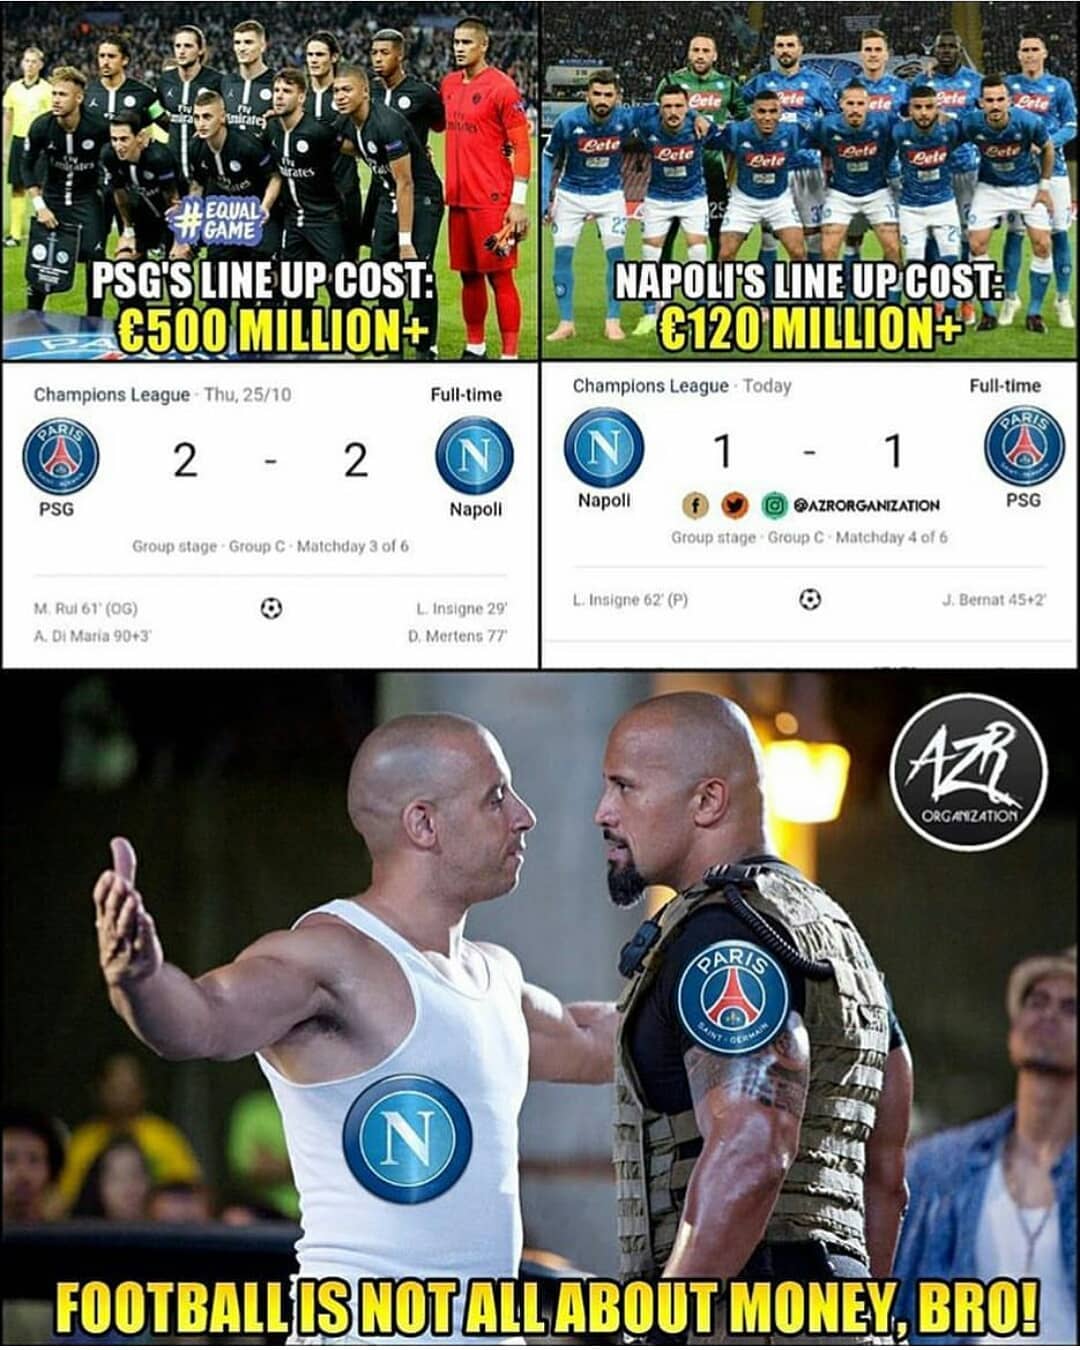 #EQUAL
GAME
PSG'S LINE UP COST:
€500 MILLION+
NAPOLI'S LINE UP COST:
€120 MILLION+
Champions League · Thu, 25/10
Full-time
2 - 2
PSG
Napoli
Group stage · Group C · Matchday 3 of 6
M. Rui 61' (OG)
L. Insigne 29'
A. Di Maria 90+3'
D. Mertens 77'
Champions League · Today
Full-time
1 - 1
Napoli
PSG
@AZRORGANIZATION
Group stage · Group C · Matchday 4 of 6
L. Insigne 62' (P)
J. Bernat 45+2'
AZR
ORGANIZATION
PARIS
SAINT-GERMAIN
N
FOOTBALL IS NOT ALL ABOUT MONEY, BRO!